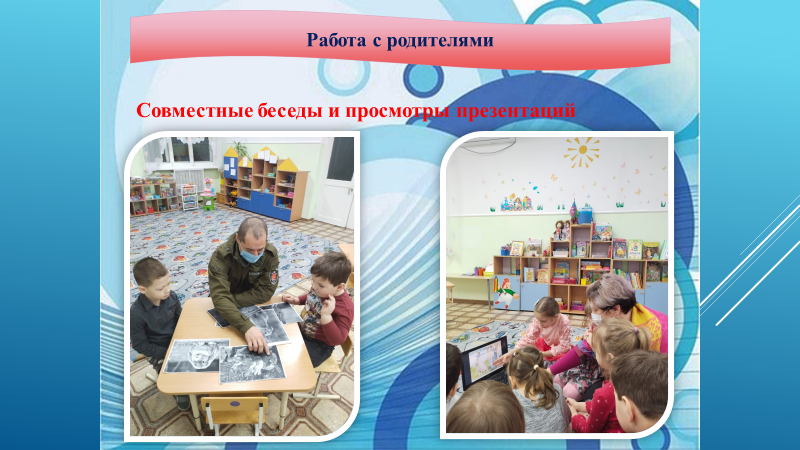 Работа с родителями
Совместные беседы и просмотры презентаций